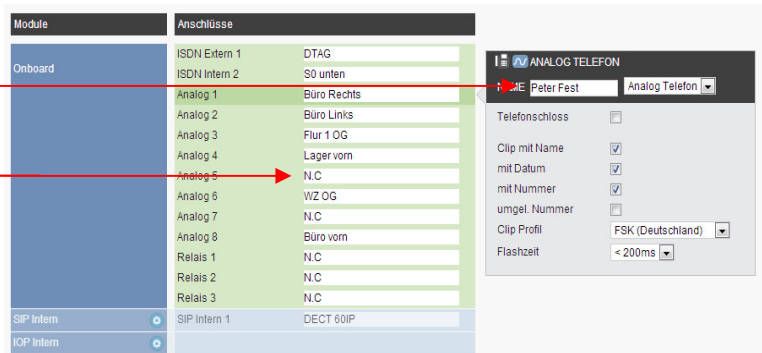 Module Anschlüsse
Onboard
ISDN Extern 1 DTAG
ISDN Intern 2 S0 unten
Analog 1 Büro Rechts
Analog 2 Büro Links
Analog 3 Flur 1 OG
Analog 4 Lager vorn
Analog 5 N.C
Analog 6 WZ OG
Analog 7 N.C
Analog 8 Büro vorn
Relais 1 N.C
Relais 2 N.C
Relais 3 N.C
SIP Intern SIP Intern 1 DECT 60IP
IOP Intern
ANALOG TELEFON
NAME Peter Fest Analog Telefon
Telefonschloss
Clip mit Name
mit Datum
mit Nummer
umgel. Nummer
Clip Profil FSK (Deutschland)
Flashzeit < 200ms